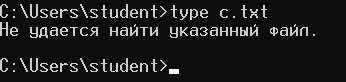 C:\Users\student>type c.txt
Не удается найти указанный файл.
C:\Users\student>_